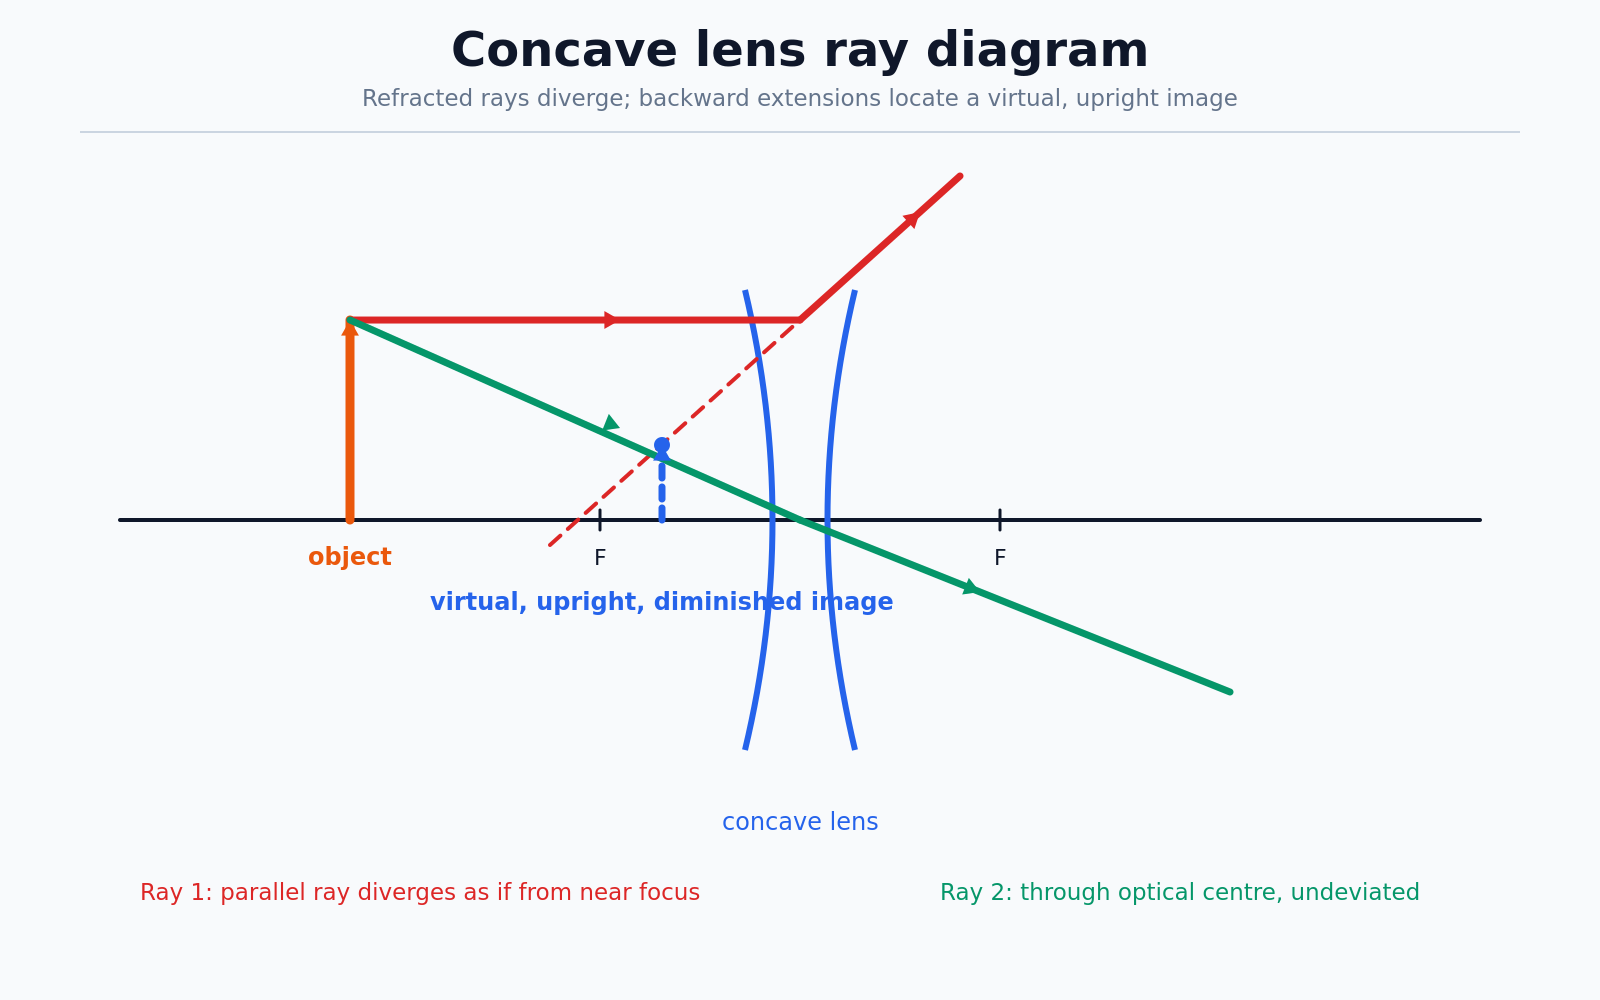 Concave lens ray diagram
Refracted rays diverge; backward extensions locate a virtual, upright image
object
F
F
virtual, upright, diminished image
concave lens
Ray 1: parallel ray diverges as if from near focus
Ray 2: through optical centre, undeviated